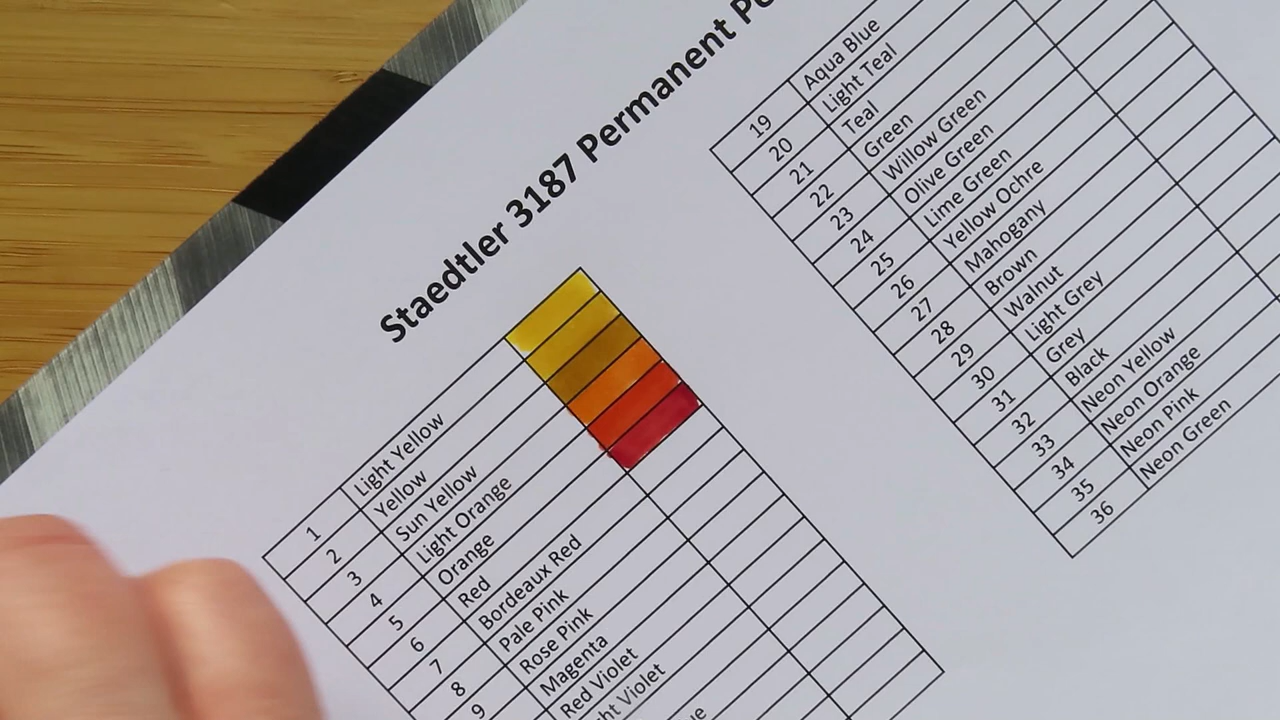 Staedtler 3187 Permanent
1 Light Yellow
2 Yellow
3 Sun Yellow
4 Light Orange
5 Orange
6 Red
7 Bordeaux Red
8 Pale Pink
9 Rose Pink
Magenta
Red Violet
Violet
19 Aqua Blue
20 Light Teal
21 Teal
22 Green
23 Willow Green
24 Olive Green
25 Lime Green
26 Yellow Ochre
27 Mahogany
28 Brown
29 Walnut
30 Light Grey
31 Grey
32 Black
33 Neon Yellow
34 Neon Orange
35 Neon Pink
36 Neon Green